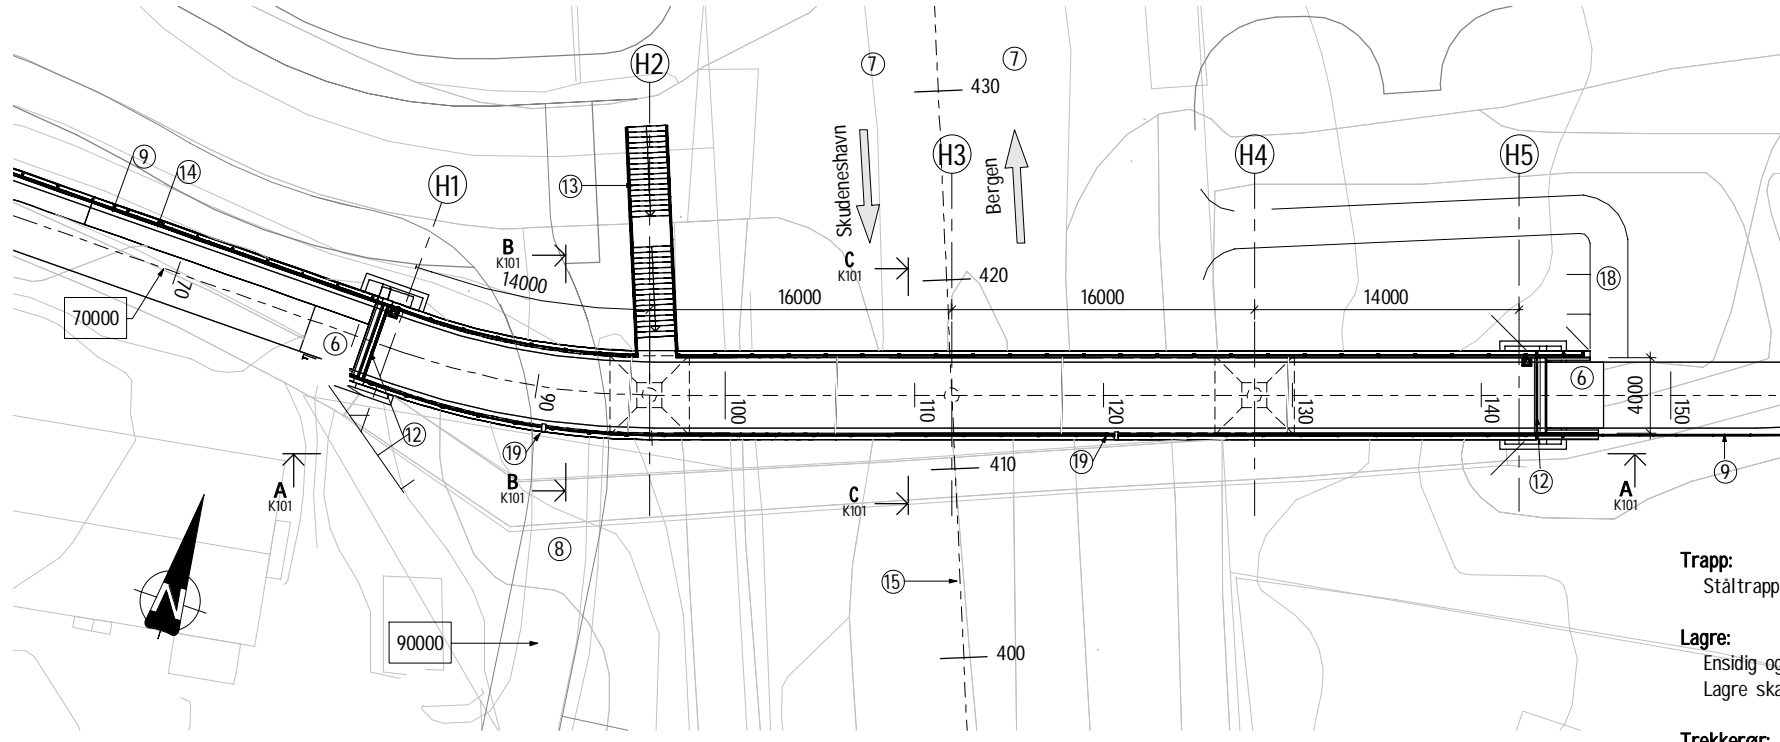 H2
7
7
430
9
14
13
H1
Skudeneshavn
H3
Bergen
H4
H5
B
K101
14000
C
K101
420
16000
16000
14000
18
70000
70
6
6
90
100
110
120
130
140
4000
150
12
19
19
410
12
9
A
K101
B
K101
C
K101
A
K101
8
15
N
90000
400
Trapp:
Ståltrapp
Lagre:
Ensidig og
Lagre ska
Trekkerør: